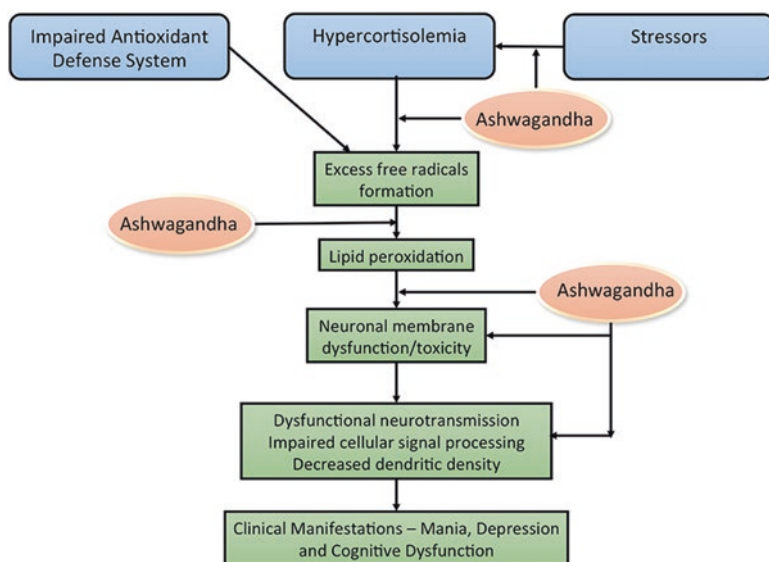 Impaired Antioxidant
Defense System
Hypercortisolemia
Stressors
Ashwagandha
Excess free radicals
formation
Ashwagandha
Lipid peroxidation
Ashwagandha
Neuronal membrane
dysfunction/toxicity
Dysfunctional neurotransmission
Impaired cellular signal processing
Decreased dendritic density
Clinical Manifestations – Mania, Depression
and Cognitive Dysfunction